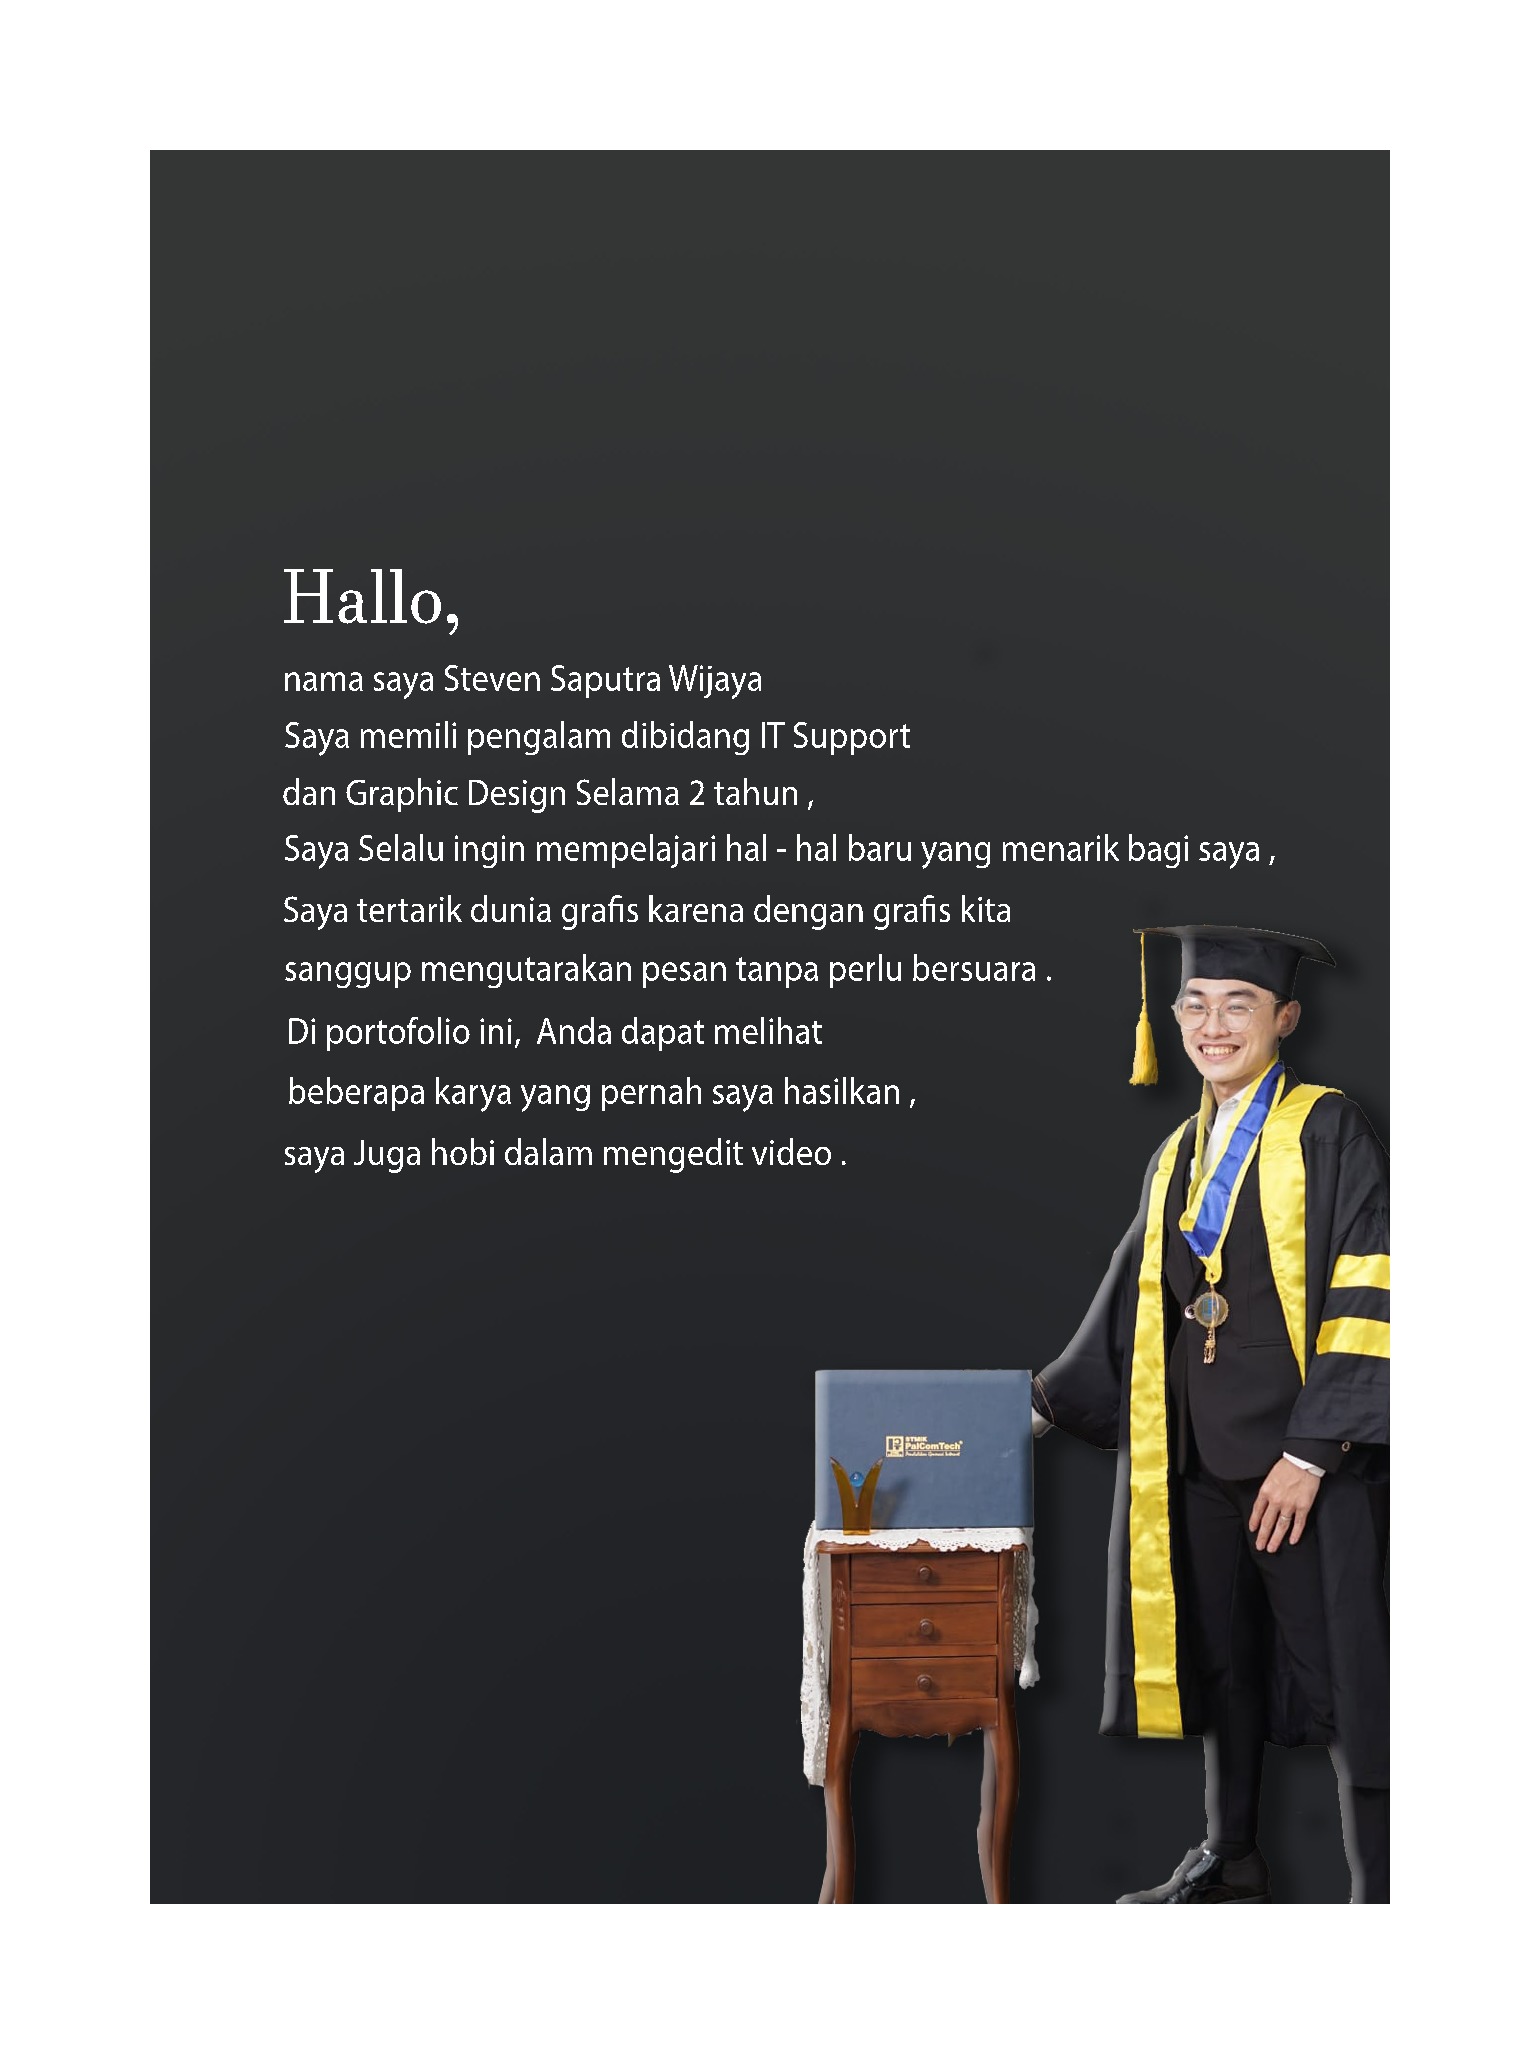 Hallo,
nama saya Steven Saputra Wijaya
Saya memili pengalam dibidang IT Support
dan Graphic Design Selama 2 tahun ,
Saya Selalu ingin mempelajari hal - hal baru yang menarik bagi saya ,
Saya tertarik dunia grafis karena dengan grafis kita
sanggup mengutarakan pesan tanpa perlu bersuara .
Di portofolio ini,  Anda dapat melihat
beberapa karya yang pernah saya hasilkan ,
saya Juga hobi dalam mengedit video .
STMIK
PalComTech